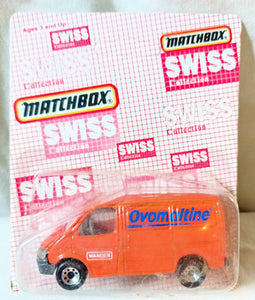 Ages 3 and Up
SWISS
Collection
MATCHBOX
SWISS
Collection
MATCHBOX
SWISS
Collection
SWISS
Collection
SWISS
Collection
SWISS
Ovomaltine
WANDER